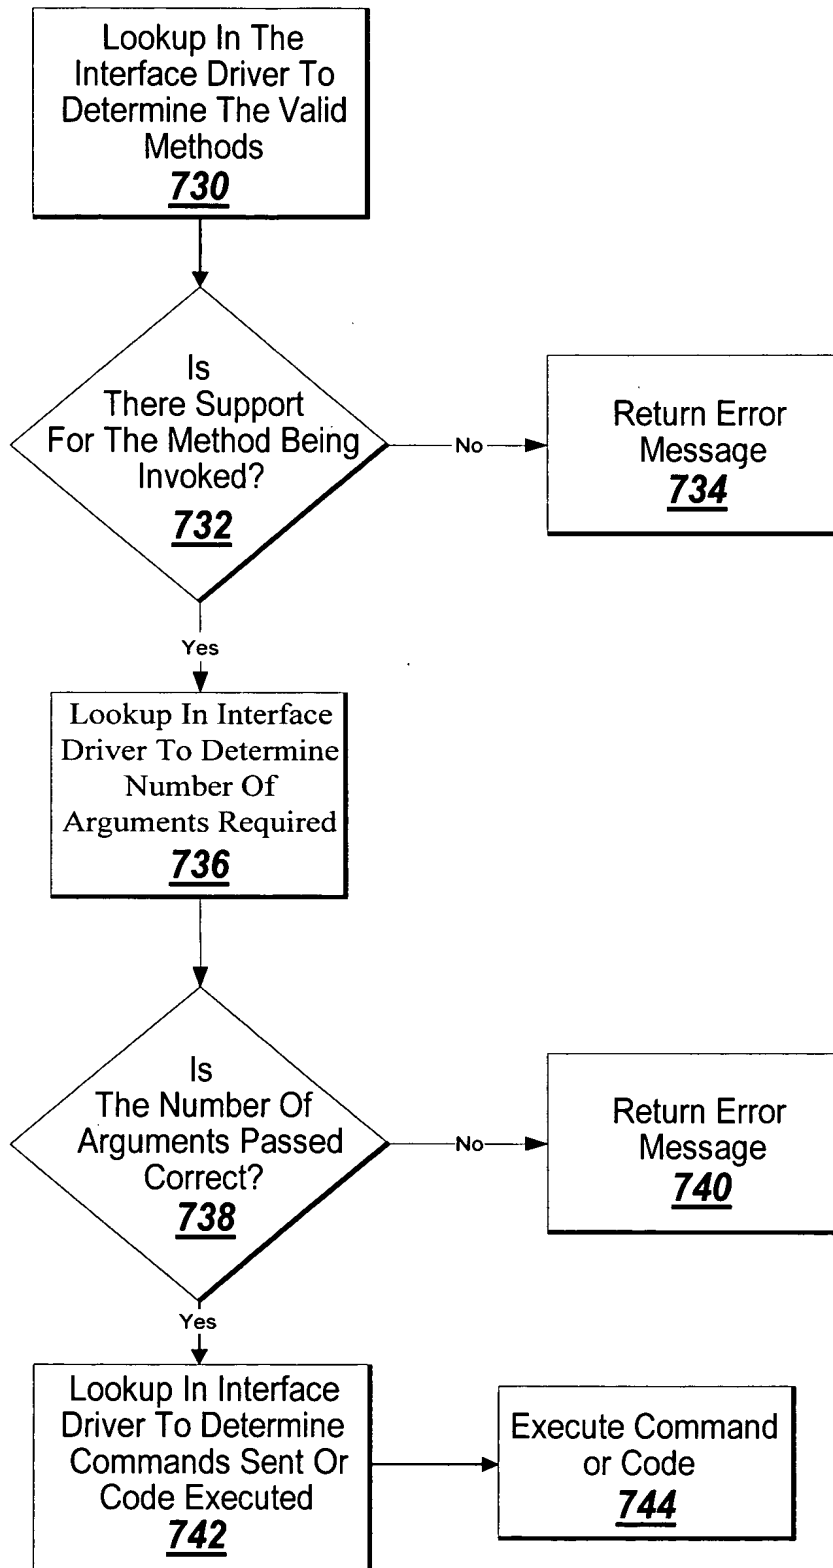 Lookup In The
Interface Driver To
Determine The Valid
Methods
730
Is
There Support
For The Method Being
Invoked?
732
No
Return Error
Message
734
Yes
Lookup In Interface
Driver To Determine
Number Of
Arguments Required
736
Is
The Number Of
Arguments Passed
Correct?
738
No
Return Error
Message
740
Yes
Lookup In Interface
Driver To Determine
Commands Sent Or
Code Executed
742
Execute Command
or Code
744